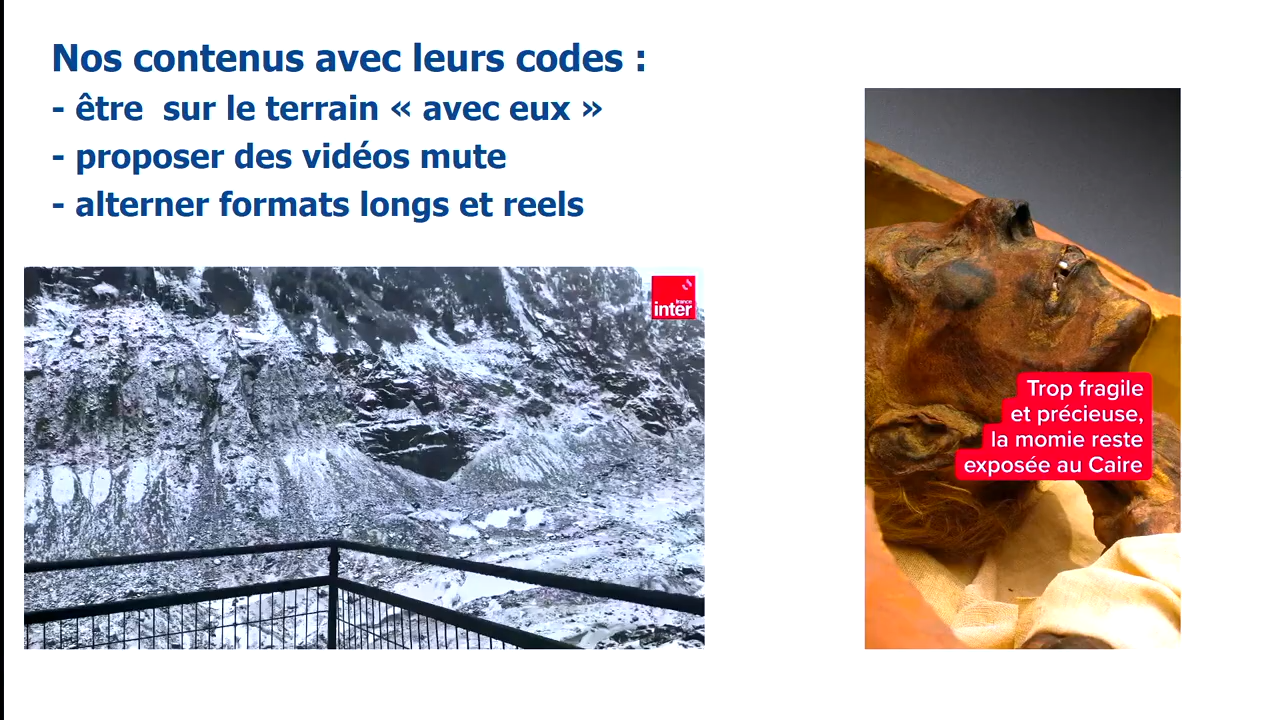 Nos contenus avec leurs codes :
- être  sur le terrain « avec eux »
- proposer des vidéos mute
- alterner formats longs et reels
france
inter
Trop fragile
et précieuse,
la momie reste
exposée au Caire